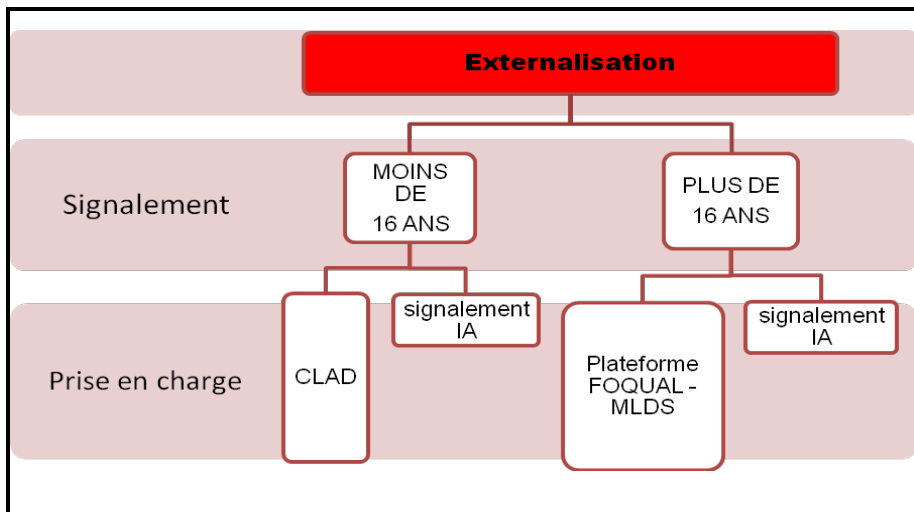 Externalisation
Signalement
MOINS
DE
16 ANS
PLUS DE
16 ANS
Prise en charge
CLAD
signalement
IA
Plateforme
FOQUAL -
MLDS
signalement
IA